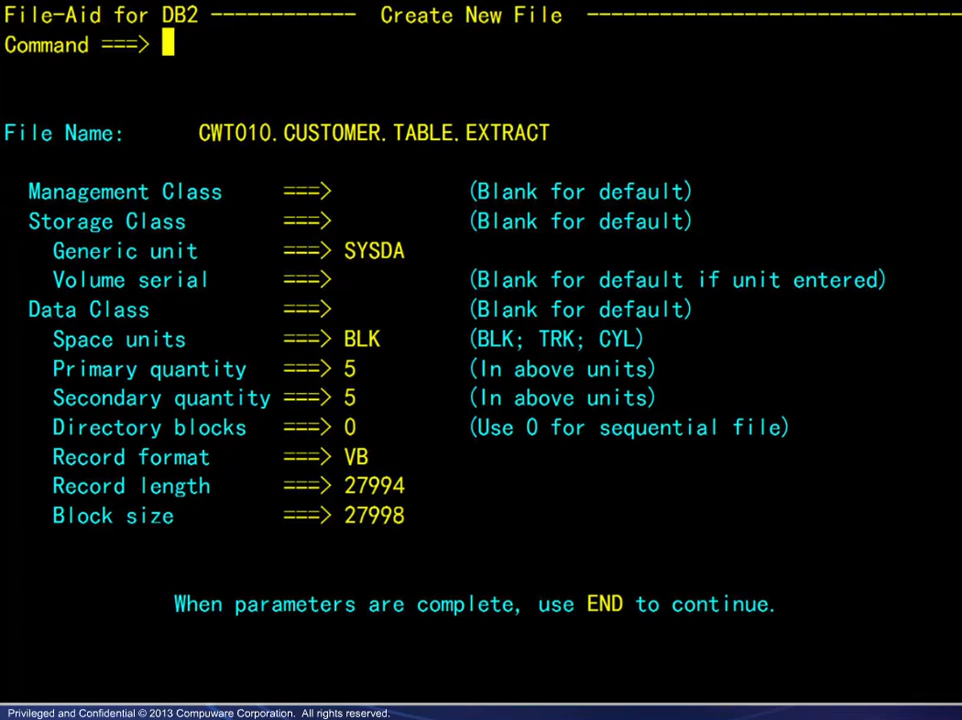 File-Aid for DB2 ------------ Create New File -------------------------------
Command ===>
File Name: CWT010.CUSTOMER.TABLE.EXTRACT
Management Class ===> (Blank for default)
Storage Class ===> (Blank for default)
Generic unit ===> SYSDA
Volume serial ===> (Blank for default if unit entered)
Data Class ===> (Blank for default)
Space units ===> BLK (BLK; TRK; CYL)
Primary quantity ===> 5 (In above units)
Secondary quantity ===> 5 (In above units)
Directory blocks ===> 0 (Use 0 for sequential file)
Record format ===> VB
Record length ===> 27994
Block size ===> 27998
When parameters are complete, use END to continue.
Privileged and Confidential © 2013 Compuware Corporation. All rights reserved.